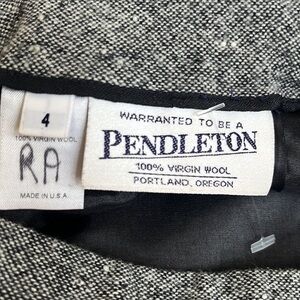 4
100% VIRGIN WOOL
RA
MADE IN U.S.A.
WARRANTED TO BE A
PENDLETON
100% VIRGIN WOOL
PORTLAND, OREGON